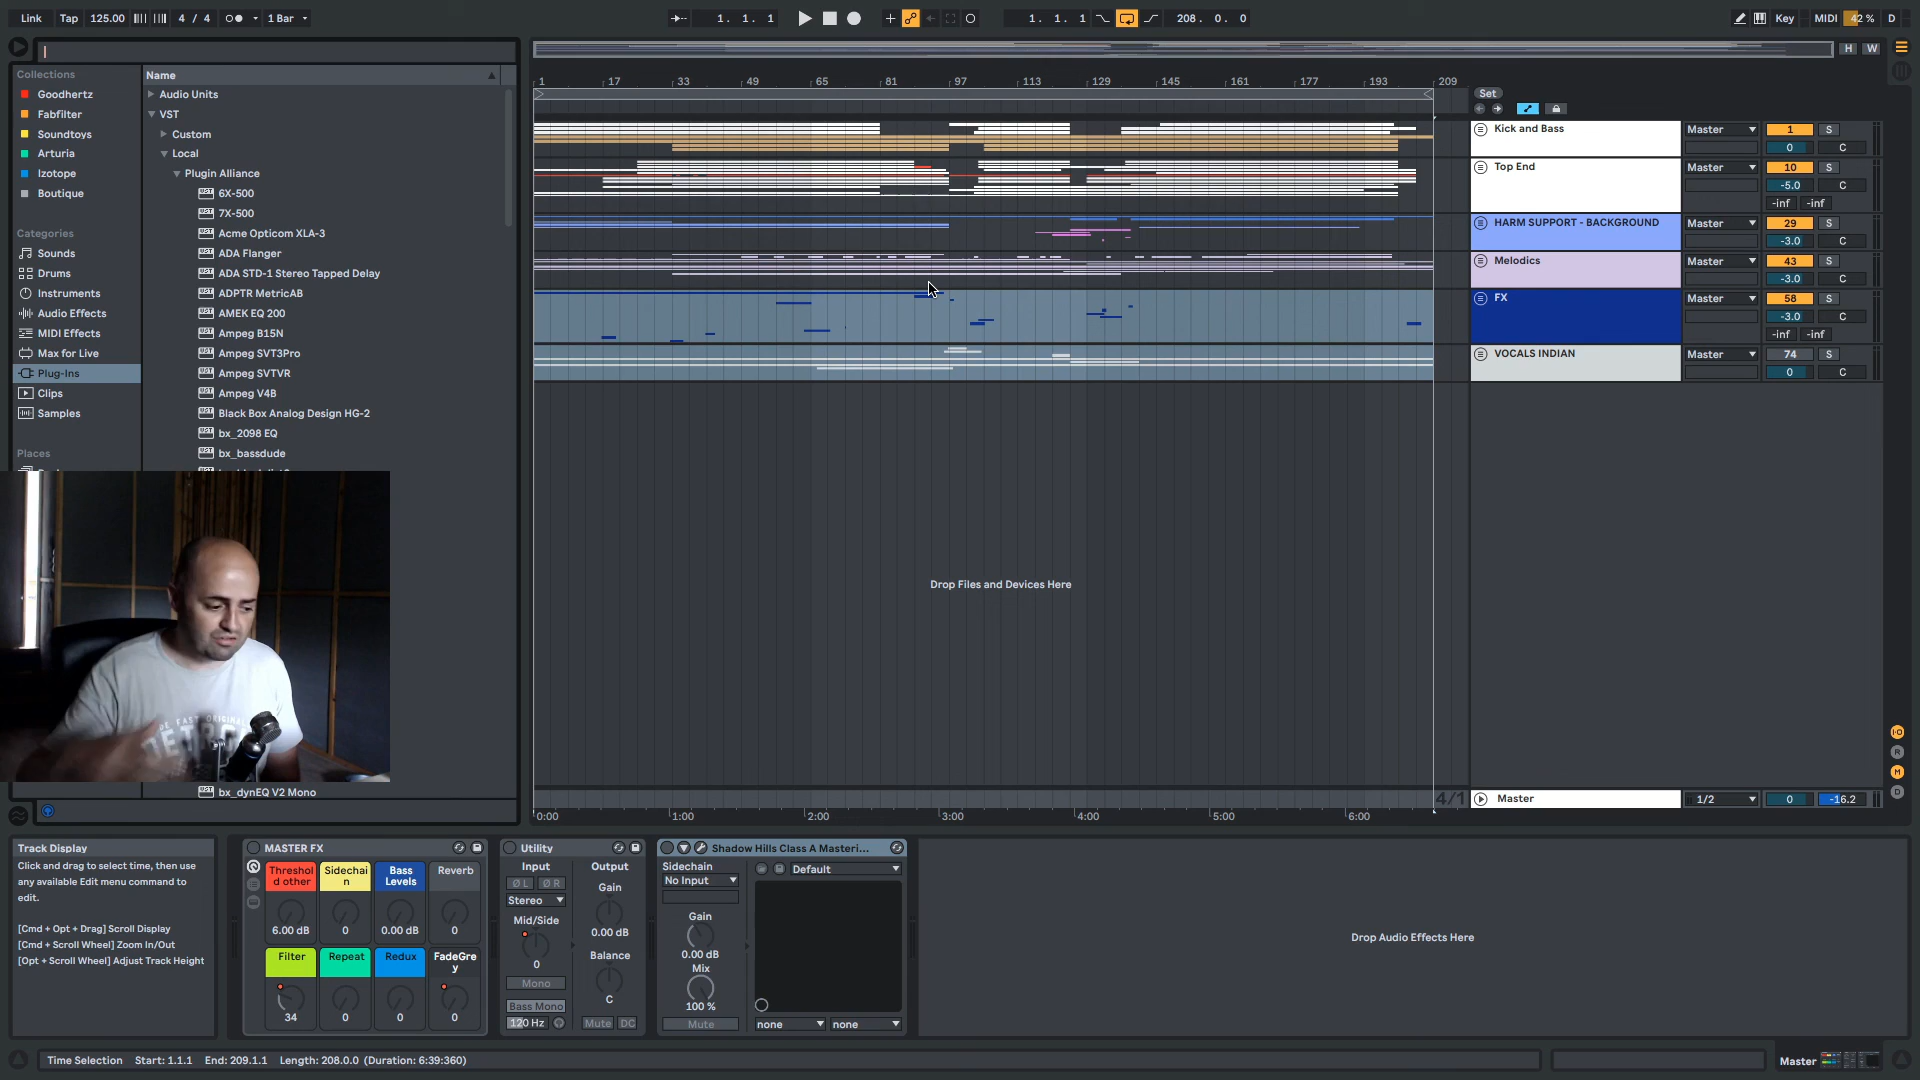 Link Tap 125.00 4 / 4 1 Bar
1. 1. 1
1. 1. 1 208. 0. 0
Key MIDI 42 % D
Collections
Goodhertz
Fabfilter
Soundtoys
Arturia
Izotope
Boutique
Categories
Sounds
Drums
Instruments
Audio Effects
MIDI Effects
Max for Live
Plug-Ins
Clips
Samples
Places
Name
Audio Units
VST
Custom
Local
Plugin Alliance
6X-500
7X-500
Acme Opticom XLA-3
ADA Flanger
ADA STD-1 Stereo Tapped Delay
ADPTR MetricAB
AMEK EQ 200
Ampeg B15N
Ampeg SVT3Pro
Ampeg SVTVR
Ampeg V4B
Black Box Analog Design HG-2
bx_2098 EQ
bx_bassdude
bx_dynEQ V2 Mono
H W
1 17 33 49 65 81 97 113 129 145 161 177 193 209
Set
Kick and Bass Master 1 S
0 C
Top End Master 10 S
-5.0 C
-inf -inf
HARM SUPPORT - BACKGROUND Master 29 S
-3.0 C
Melodics Master 43 S
-3.0 C
FX Master 58 S
-3.0 C
-inf -inf
VOCALS INDIAN Master 74 S
0 C
Drop Files and Devices Here
4/1
Master 1/2 0 -16.2
0:00 1:00 2:00 3:00 4:00 5:00 6:00
I·O
R
M
D
Track Display
Click and drag to select time, then use
any available Edit menu command to
edit.
[Cmd + Opt + Drag] Scroll Display
[Cmd + Scroll Wheel] Zoom In/Out
[Opt + Scroll Wheel] Adjust Track Height
MASTER FX
Threshol
d other
Sidechai
n
Bass
Levels
Reverb
6.00 dB 0 0.00 dB 0
Filter Repeat Redux FadeGre
y
34 0 0 0
Utility
Input Output
Ø L Ø R Gain
Stereo
Mid/Side 0.00 dB
Balance
0
Mono
C
Bass Mono
120 Hz Mute DC
Shadow Hills Class A Masteri...
Sidechain
No Input
Default
Gain
0.00 dB
Mix
100 %
Mute
none none
Drop Audio Effects Here
Time Selection Start: 1.1.1 End: 209.1.1 Length: 208.0.0 (Duration: 6:39:360)
Master